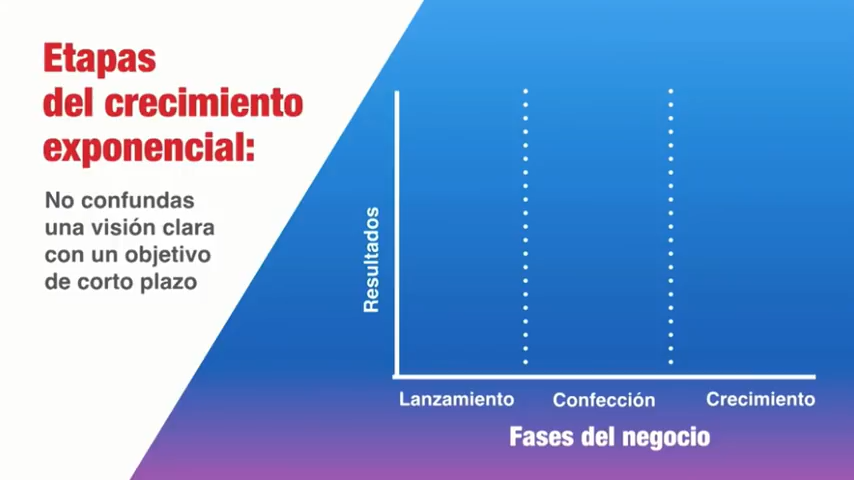 Etapas
del crecimiento
exponencial:
No confundas
una visión clara
con un objetivo
de corto plazo
Resultados
Lanzamiento
Confección
Crecimiento
Fases del negocio